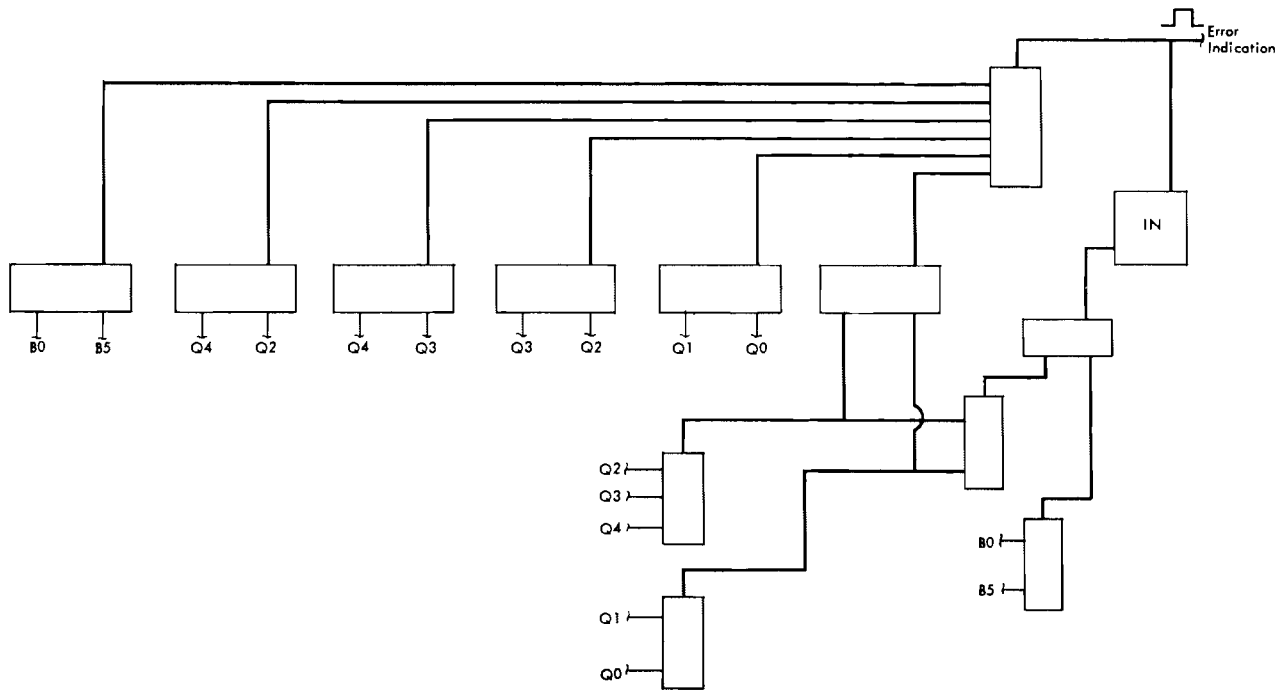 Error
Indication
IN
B0 B5 Q4 Q2 Q4 Q3 Q3 Q2 Q1 Q0
Q2
Q3
Q4
B0
B5
Q1
Q0